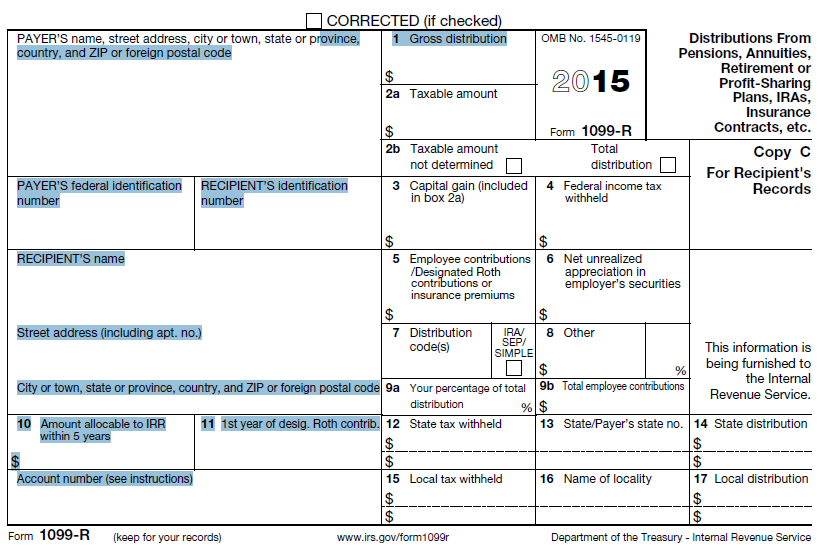 CORRECTED (if checked)
PAYER'S name, street address, city or town, state or province,
country, and ZIP or foreign postal code
1 Gross distribution
$
2a Taxable amount
$
OMB No. 1545-0119
2015
Form 1099-R
Distributions From
Pensions, Annuities,
Retirement or
Profit-Sharing
Plans, IRAs,
Insurance
Contracts, etc.
2b Taxable amount
not determined
Total
distribution
Copy C
For Recipient's
Records
PAYER'S federal identification
number
RECIPIENT'S identification
number
3 Capital gain (included
in box 2a)
$
4 Federal income tax
withheld
$
RECIPIENT'S name
5 Employee contributions
/Designated Roth
contributions or
insurance premiums
$
6 Net unrealized
appreciation in
employer's securities
$
Street address (including apt. no.)
7 Distribution
code(s)
IRA/
SEP/
SIMPLE
8 Other
$
%
This information is
being furnished to
the Internal
Revenue Service.
City or town, state or province, country, and ZIP or foreign postal code
9a Your percentage of total
distribution %
9b Total employee contributions
$
10 Amount allocable to IRR
within 5 years
$
11 1st year of desig. Roth contrib.
12 State tax withheld
$
$
13 State/Payer's state no.
14 State distribution
$
$
Account number (see instructions)
15 Local tax withheld
$
$
16 Name of locality
17 Local distribution
$
$
Form 1099-R (keep for your records) www.irs.gov/form1099r Department of the Treasury - Internal Revenue Service